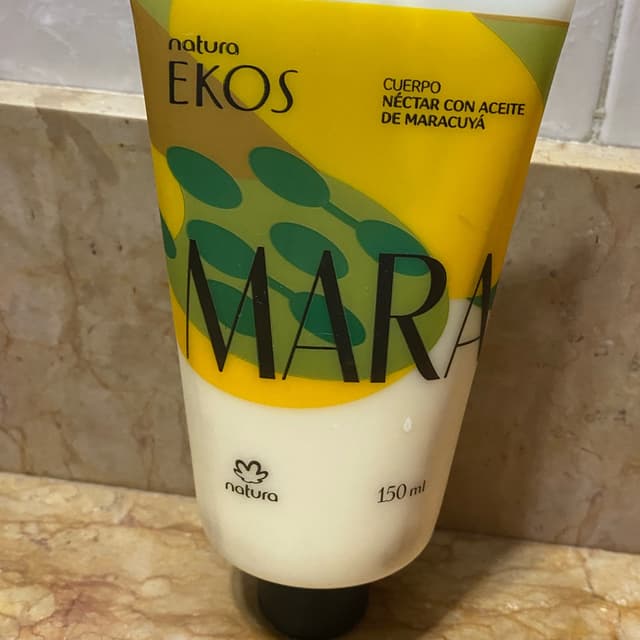 natura
EKOS
CUERPO
NÉCTAR CON ACEITE
DE MARACUYÁ
MARA
natura
150 ml